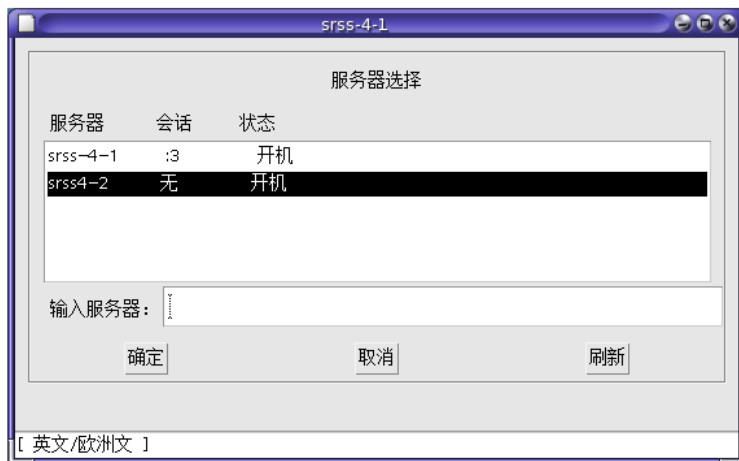 srss-4-1
服务器选择
服务器 会话 状态
srss-4-1 :3 开机
srss4-2 无 开机
输入服务器：
确定 取消 刷新
[ 英文/欧洲文 ]